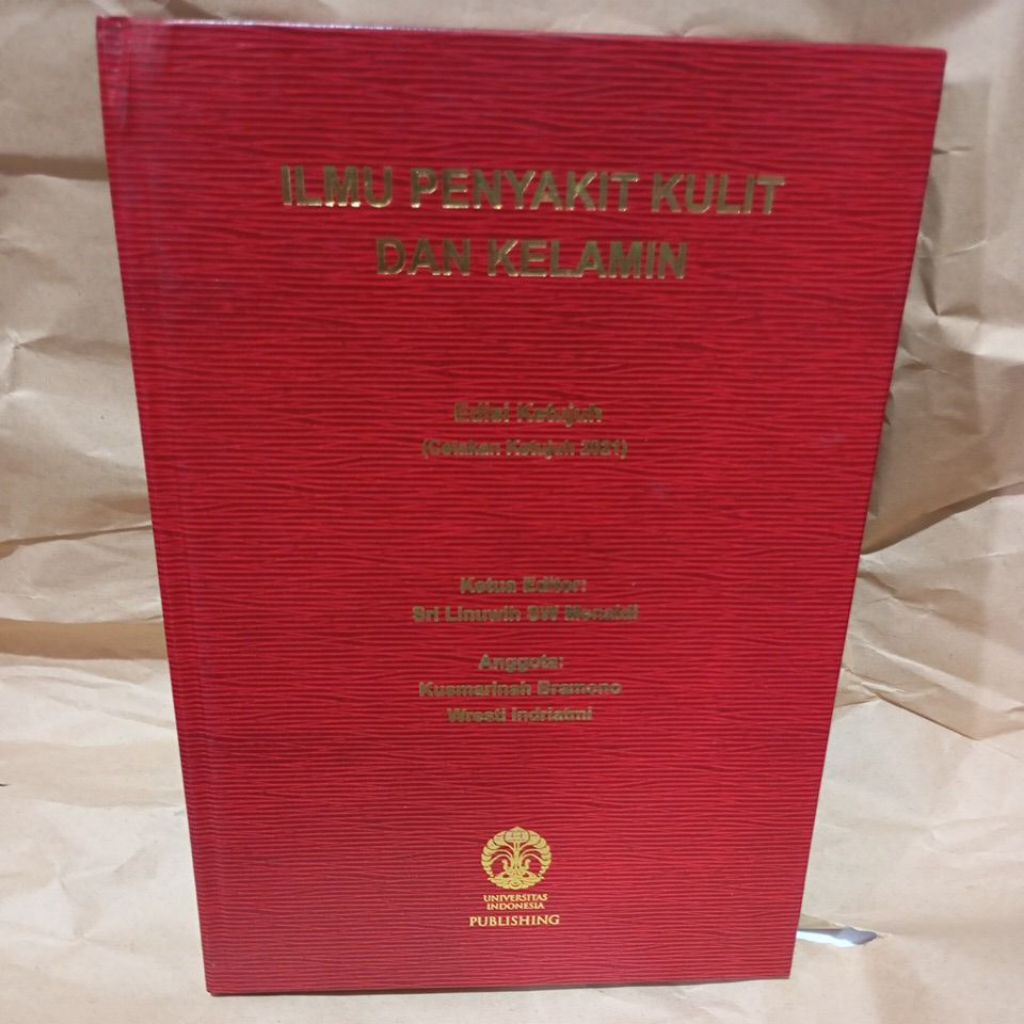 ILMU PENYAKIT KULIT
DAN KELAMIN
Edisi Ketujuh
(Cetakan Ketujuh 2021)
Ketua Editor:
Sri Linuwih SW Menaldi
Anggota:
Kusmarinah Bramono
Wresti Indriatmi
UNIVERSITAS
INDONESIA
PUBLISHING